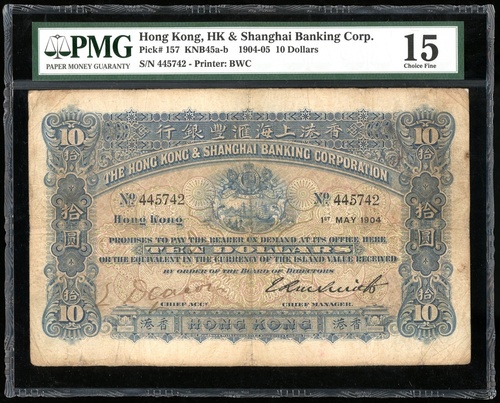 PMG
PAPER MONEY GUARANTY
Hong Kong, HK & Shanghai Banking Corp.
Pick# 157 KNB45a-b 1904-05 10 Dollars
S/N 445742 - Printer: BWC
15
Choice Fine
行銀豐滙海上港香
10 10
THE HONG KONG & SHANGHAI BANKING CORPORATION
拾 拾
No 445742 No 445742
Hong Kong 1ST MAY 1904
拾圓 拾圓
PROMISES TO PAY THE BEARER ON DEMAND AT ITS OFFICE HERE
TEN DOLLARS
OR THE EQUIVALENT IN THE CURRENCY OF THE ISLAND VALUE RECEIVED
BY ORDER OF THE BOARD OF DIRECTORS
CHIEF ACCT. CHIEF MANAGER.
拾 拾
10 港香 HONG KONG 港香 10